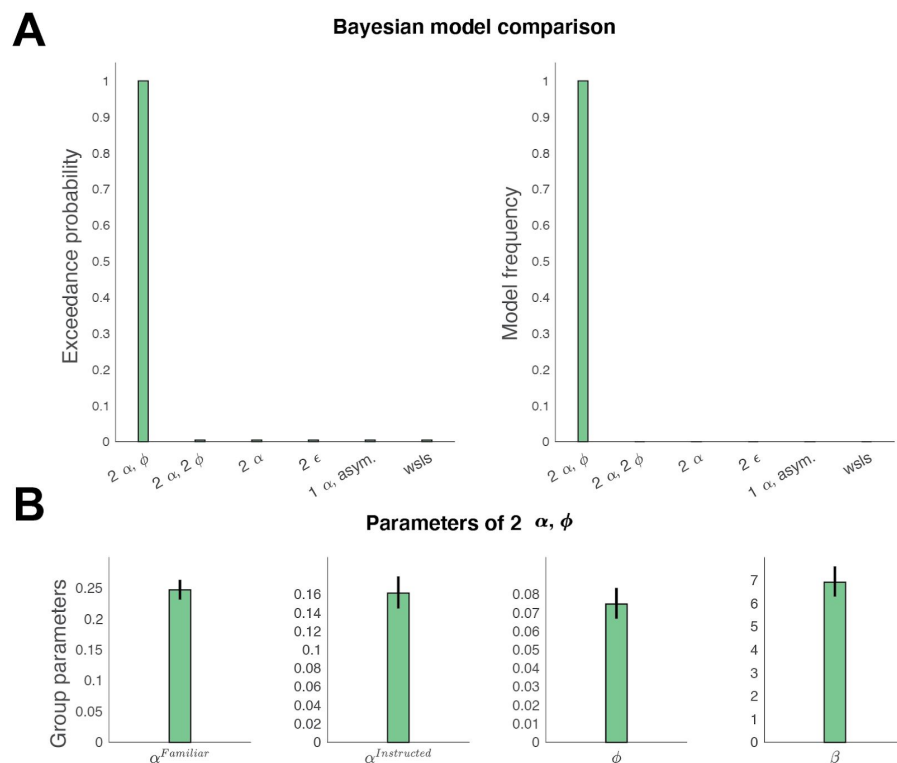 A
Bayesian model comparison
Exceedance probability
1
0.9
0.8
0.7
0.6
0.5
0.4
0.3
0.2
0.1
0
2 α, ϕ
2 α, 2 ϕ
2 α
2 ϵ
1 α, asym.
wsls
Model frequency
1
0.9
0.8
0.7
0.6
0.5
0.4
0.3
0.2
0.1
0
2 α, ϕ
2 α, 2 ϕ
2 α
2 ϵ
1 α, asym.
wsls
B
Parameters of 2 α, ϕ
Group parameters
0.25
0.2
0.15
0.1
0.05
0
α^Familiar
0.16
0.14
0.12
0.1
0.08
0.06
0.04
0.02
0
α^Instructed
0.08
0.07
0.06
0.05
0.04
0.03
0.02
0.01
0
ϕ
7
6
5
4
3
2
1
0
β